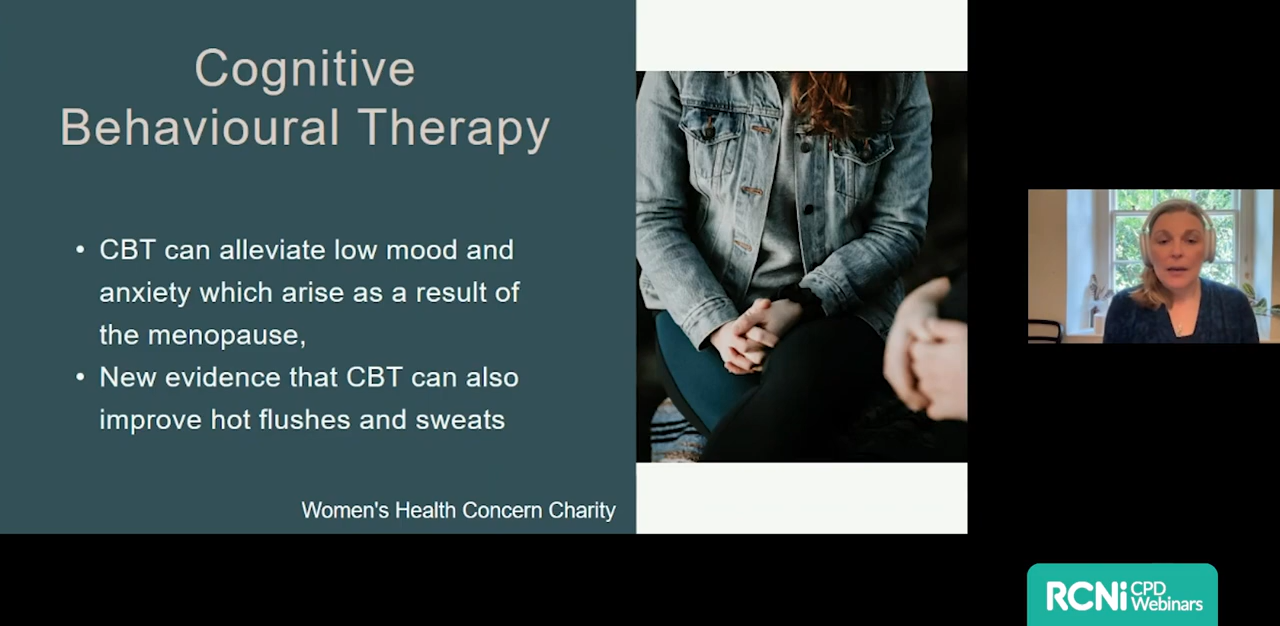 Cognitive
Behavioural Therapy
• CBT can alleviate low mood and
anxiety which arise as a result of
the menopause,
• New evidence that CBT can also
improve hot flushes and sweats
Women's Health Concern Charity
RCNi CPD
Webinars